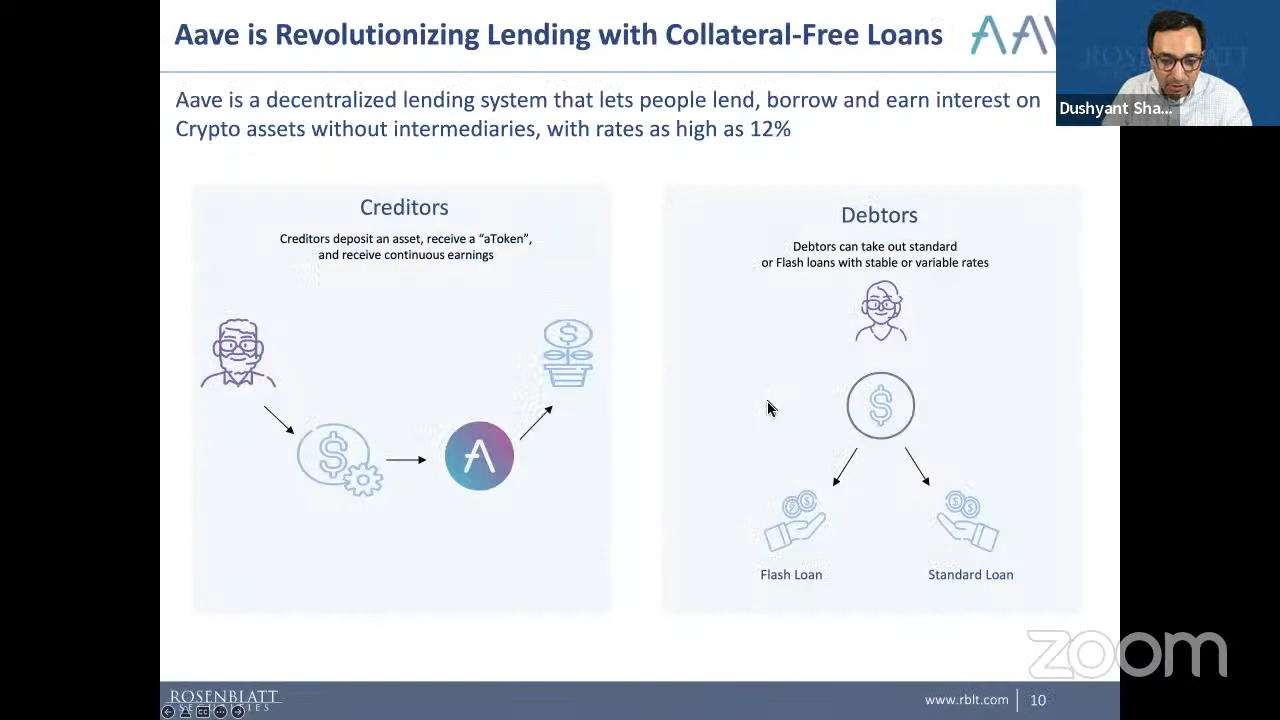 Aave is Revolutionizing Lending with Collateral-Free Loans
AAV
Dushyant Sha...
Aave is a decentralized lending system that lets people lend, borrow and earn interest on
Crypto assets without intermediaries, with rates as high as 12%
Creditors
Creditors deposit an asset, receive a “aToken”,
and receive continuous earnings
Debtors
Debtors can take out standard
or Flash loans with stable or variable rates
Flash Loan
Standard Loan
zoom
ROSENBLATT
SECURITIES
www.rblt.com
10